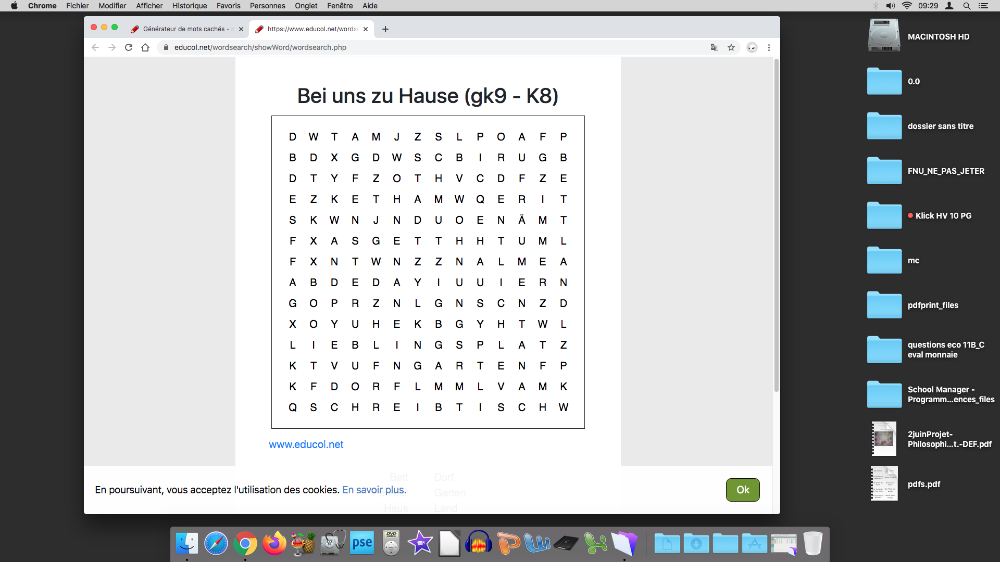 Chrome Fichier Modifier Afficher Historique Favoris Personnes Onglet Fenêtre Aide 09:29
Générateur de mots cachés - https://www.educol.net/words
educol.net/wordsearch/showWord/wordsearch.php
Bei uns zu Hause (gk9 - K8)
D W T A M J Z S L P O A F P
B D X G D W S C B I R U G B
D T Y F Z O T H V C D F Z E
E Z K E T H A M W Q E R I T
S K W N J N D U O E N Ä M T
F X A S G E T T H H T U M L
F X N T W N Z Z N A L M E A
A B D E D A Y I U U I E R N
G O P R Z N L G N S C N Z D
X O Y U H E K B G Y H T W L
L I E B L I N G S P L A T Z
K T V U F N G A R T E N F P
K F D O R F L M M L V A M K
Q S C H R E I B T I S C H W
www.educol.net
Bett Dorf
Garten
Haus Land
En poursuivant, vous acceptez l'utilisation des cookies. En savoir plus.
Ok
MACINTOSH HD
0.0
dossier sans titre
FNU_NE_PAS_JETER
Klick HV 10 PG
mc
pdfprint_files
questions eco 11B_C
eval monnaie
School Manager -
Programm...ences_files
2juinProjet-
Philosophi...t.-DEF.pdf
pdfs.pdf
pse
DVD